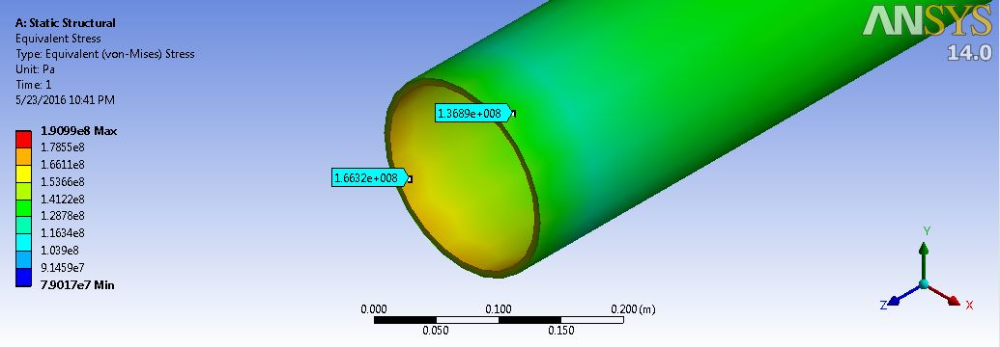 A: Static Structural
Equivalent Stress
Type: Equivalent (von-Mises) Stress
Unit: Pa
Time: 1
5/23/2016 10:41 PM
1.9099e8 Max
1.7855e8
1.6611e8
1.5366e8
1.4122e8
1.2878e8
1.1634e8
1.039e8
9.1459e7
7.9017e7 Min
ANSYS
14.0
1.3689e+008
1.6632e+008
0.000 0.100 0.200 (m)
0.050 0.150
Y
Z X